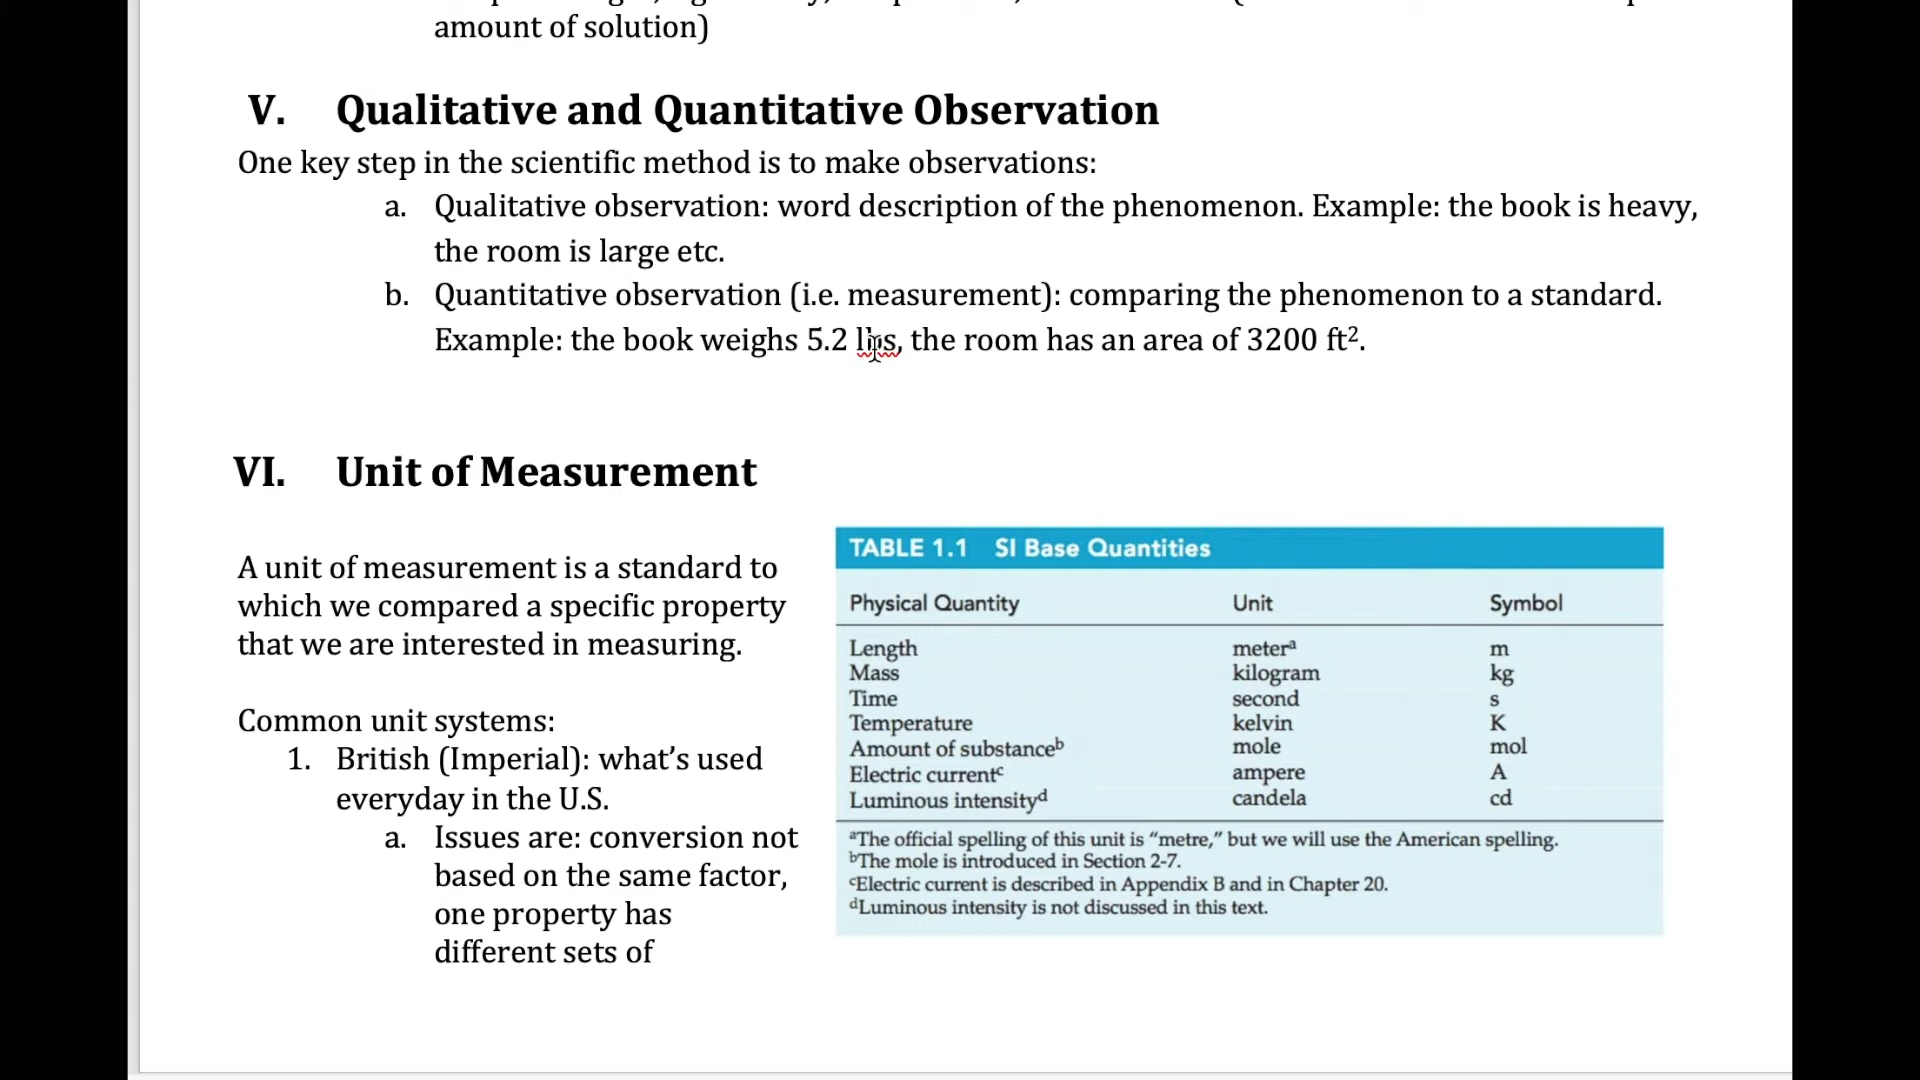 amount of solution)
V. Qualitative and Quantitative Observation
One key step in the scientific method is to make observations:
a. Qualitative observation: word description of the phenomenon. Example: the book is heavy,
the room is large etc.
b. Quantitative observation (i.e. measurement): comparing the phenomenon to a standard.
Example: the book weighs 5.2 lbs, the room has an area of 3200 ft².
VI. Unit of Measurement
A unit of measurement is a standard to
which we compared a specific property
that we are interested in measuring.
Common unit systems:
1. British (Imperial): what's used
everyday in the U.S.
a. Issues are: conversion not
based on the same factor,
one property has
different sets of
TABLE 1.1 SI Base Quantities
Physical Quantity Unit Symbol
Length meterᵃ m
Mass kilogram kg
Time second s
Temperature kelvin K
Amount of substanceᵇ mole mol
Electric currentᶜ ampere A
Luminous intensityᵈ candela cd
ᵃThe official spelling of this unit is “metre,” but we will use the American spelling.
ᵇThe mole is introduced in Section 2-7.
ᶜElectric current is described in Appendix B and in Chapter 20.
ᵈLuminous intensity is not discussed in this text.